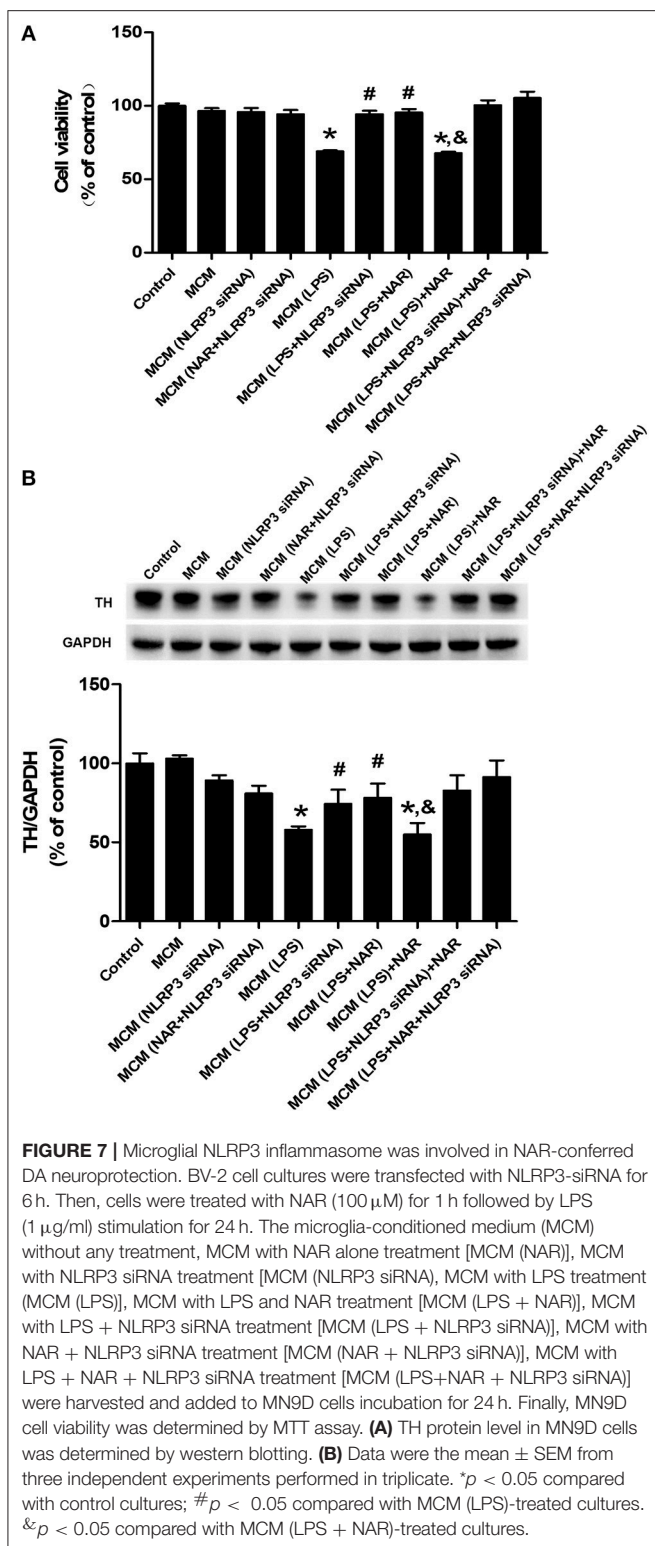 A
150
100
50
0
Cell viability
(% of control)
*
#
#
*,&
Control
MCM
MCM (NLRP3 siRNA)
MCM (NAR+NLRP3 siRNA)
MCM (LPS)
MCM (LPS+NLRP3 siRNA)
MCM (LPS+NAR)
MCM (LPS)+NAR
MCM (LPS+NLRP3 siRNA)+NAR
MCM (LPS+NAR+NLRP3 siRNA)
B
Control
MCM
MCM (NLRP3 siRNA)
MCM (NAR+NLRP3 siRNA)
MCM (LPS)
MCM (LPS+NLRP3 siRNA)
MCM (LPS+NAR)
MCM (LPS)+NAR
MCM (LPS+NLRP3 siRNA)+NAR
MCM (LPS+NAR+NLRP3 siRNA)
TH
GAPDH
150
100
50
0
TH/GAPDH
(% of control)
*
#
#
*,&
Control
MCM
MCM (NLRP3 siRNA)
MCM (NAR+NLRP3 siRNA)
MCM (LPS)
MCM (LPS+NLRP3 siRNA)
MCM (LPS+NAR)
MCM (LPS)+NAR
MCM (LPS+NLRP3 siRNA)+NAR
MCM (LPS+NAR+NLRP3 siRNA)
FIGURE 7 | Microglial NLRP3 inflammasome was involved in NAR-conferred
DA neuroprotection. BV-2 cell cultures were transfected with NLRP3-siRNA for
6 h. Then, cells were treated with NAR (100 μM) for 1 h followed by LPS
(1 μg/ml) stimulation for 24 h. The microglia-conditioned medium (MCM)
without any treatment, MCM with NAR alone treatment [MCM (NAR)], MCM
with NLRP3 siRNA treatment [MCM (NLRP3 siRNA), MCM with LPS treatment
(MCM (LPS)], MCM with LPS and NAR treatment [MCM (LPS + NAR)], MCM
with LPS + NLRP3 siRNA treatment [MCM (LPS + NLRP3 siRNA)], MCM with
NAR + NLRP3 siRNA treatment [MCM (NAR + NLRP3 siRNA)], MCM with
LPS + NAR + NLRP3 siRNA treatment [MCM (LPS+NAR + NLRP3 siRNA)]
were harvested and added to MN9D cells incubation for 24 h. Finally, MN9D
cell viability was determined by MTT assay. (A) TH protein level in MN9D cells
was determined by western blotting. (B) Data were the mean ± SEM from
three independent experiments performed in triplicate. *p < 0.05 compared
with control cultures; #p < 0.05 compared with MCM (LPS)-treated cultures.
&p < 0.05 compared with MCM (LPS + NAR)-treated cultures.